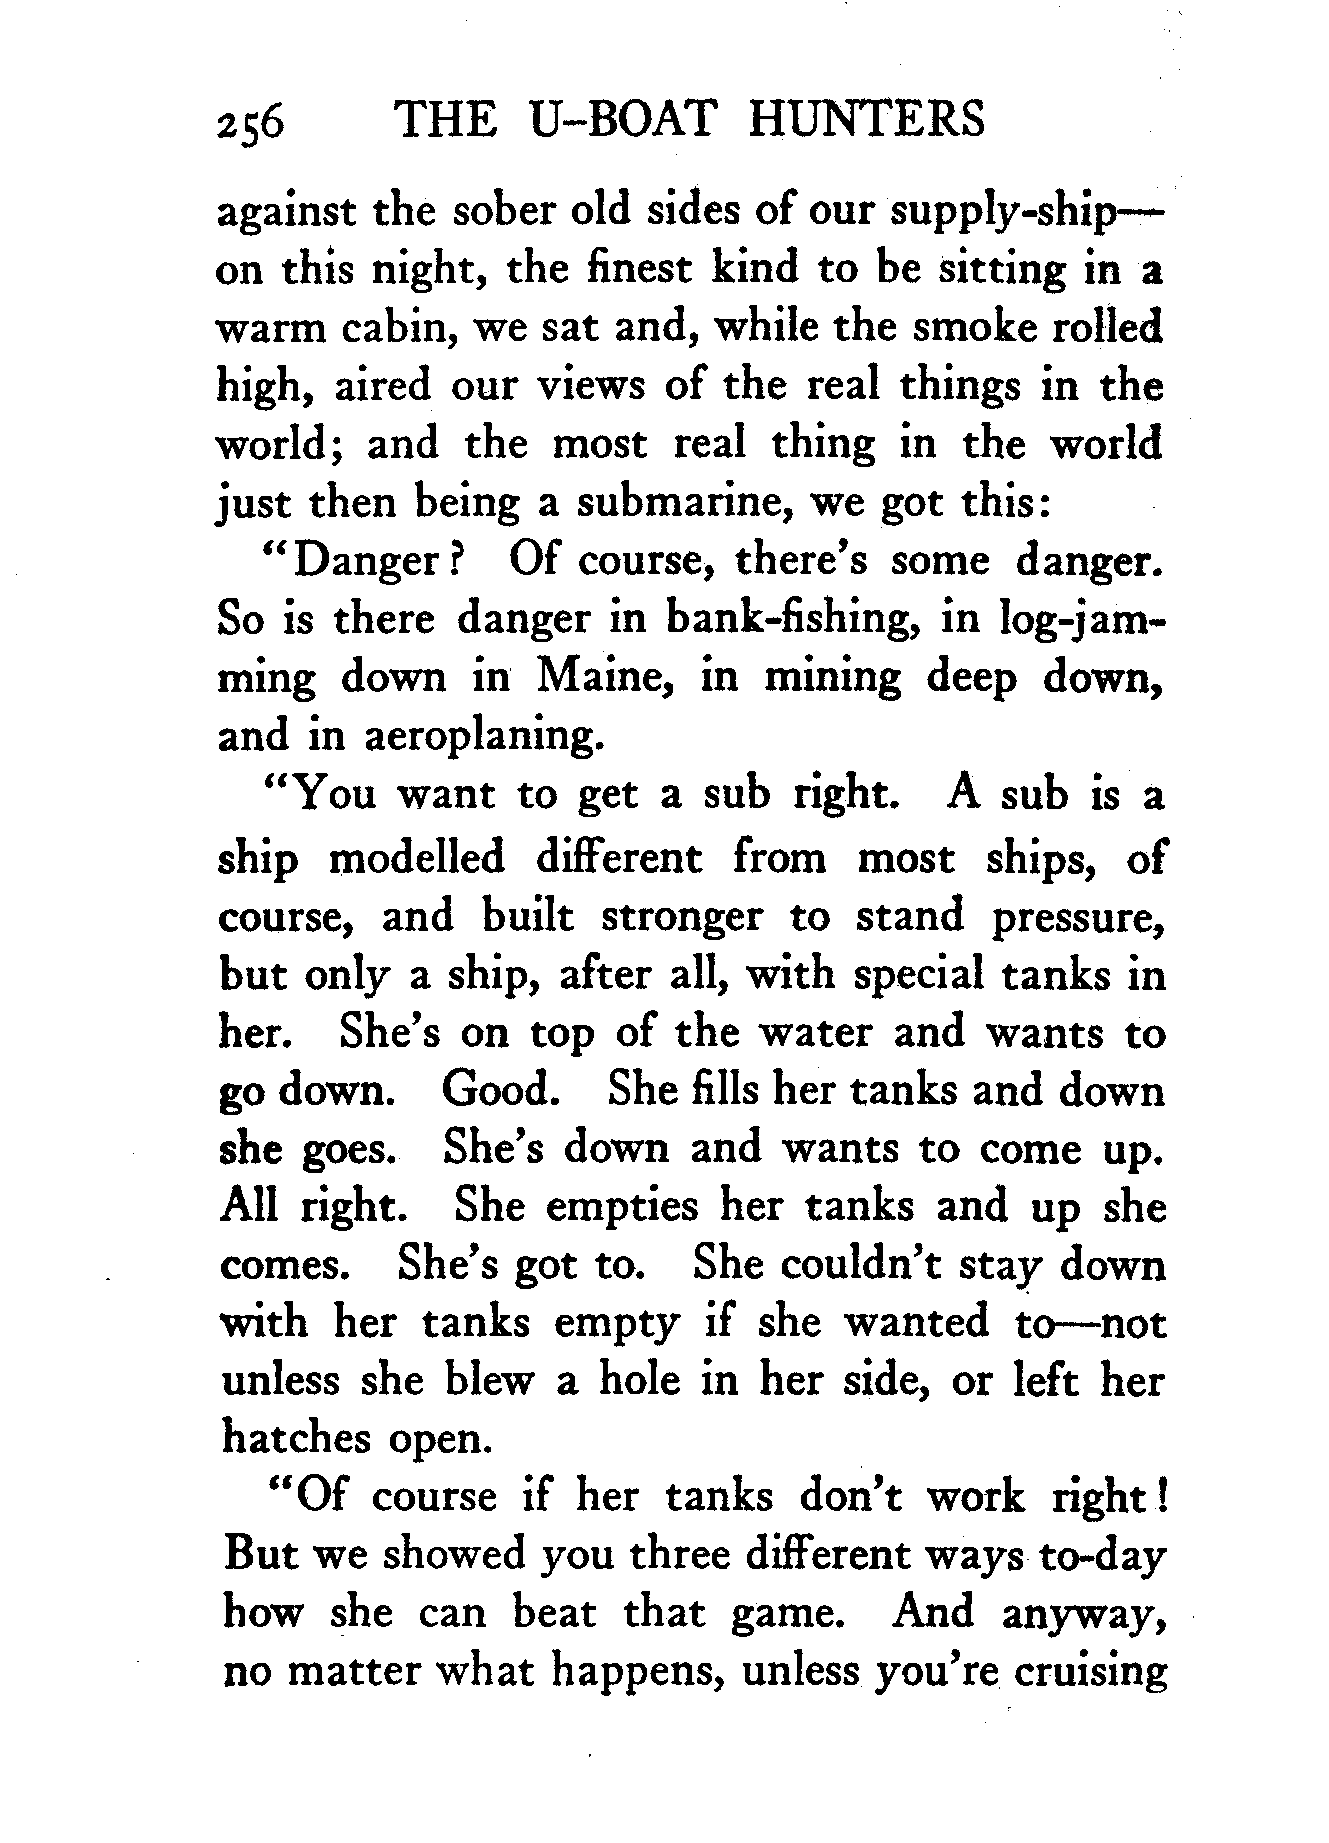 256 THE U-BOAT HUNTERS
against the sober old sides of our supply-ship—
on this night, the finest kind to be sitting in a
warm cabin, we sat and, while the smoke rolled
high, aired our views of the real things in the
world; and the most real thing in the world
just then being a submarine, we got this:
"Danger? Of course, there's some danger.
So is there danger in bank-fishing, in log-jam-
ming down in Maine, in mining deep down,
and in aeroplaning.
"You want to get a sub right. A sub is a
ship modelled different from most ships, of
course, and built stronger to stand pressure,
but only a ship, after all, with special tanks in
her. She's on top of the water and wants to
go down. Good. She fills her tanks and down
she goes. She's down and wants to come up.
All right. She empties her tanks and up she
comes. She's got to. She couldn't stay down
with her tanks empty if she wanted to—not
unless she blew a hole in her side, or left her
hatches open.
"Of course if her tanks don't work right!
But we showed you three different ways to-day
how she can beat that game. And anyway,
no matter what happens, unless you're cruising